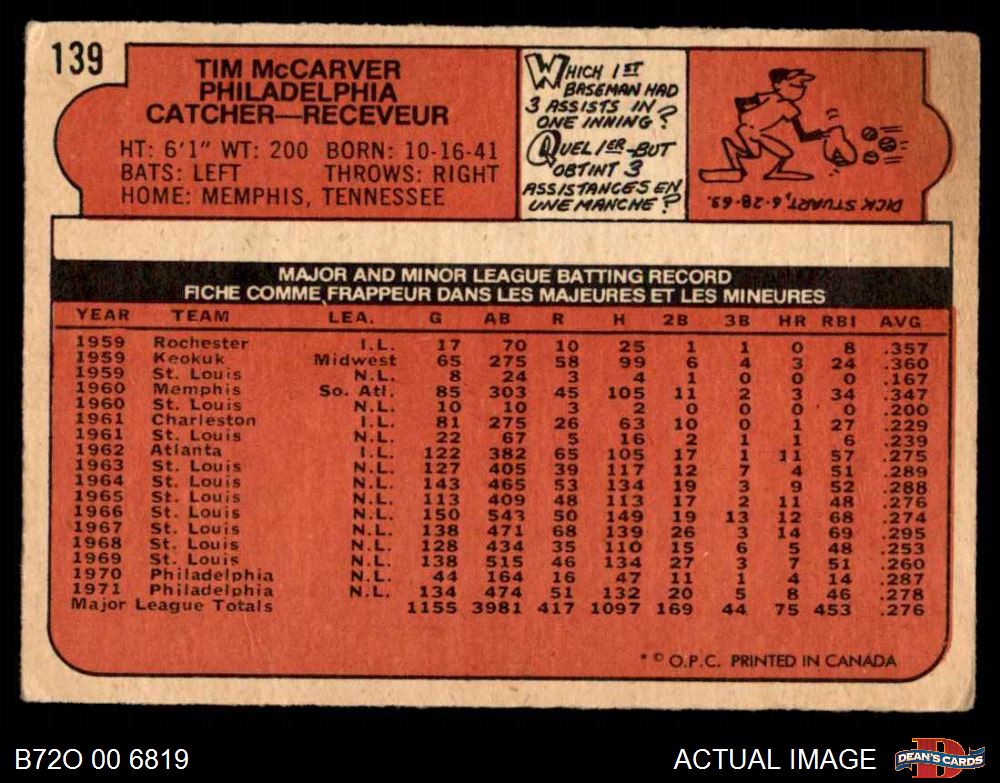 139
TIM McCARVER
PHILADELPHIA
CATCHER—RECEVEUR
HT: 6'1" WT: 200 BORN: 10-16-41
BATS: LEFT THROWS: RIGHT
HOME: MEMPHIS, TENNESSEE
WHICH 1ST
BASEMAN HAD
3 ASSISTS IN
ONE INNING?
QUEL 1ER-BUT
OBTINT 3
ASSISTANCES EN
UNE MANCHE?
DICK STUART, 6-28-63.
MAJOR AND MINOR LEAGUE BATTING RECORD
FICHE COMME FRAPPEUR DANS LES MAJEURES ET LES MINEURES
YEAR TEAM LEA. G AB R H 2B 3B HR RBI AVG
1959 Rochester I.L. 17 70 10 25 1 1 0 8 .357
1959 Keokuk Midwest 65 275 58 99 6 4 3 24 .360
1959 St. Louis N.L. 8 24 3 4 1 0 0 0 .167
1960 Memphis So. Atl. 85 303 45 105 11 2 3 34 .347
1960 St. Louis N.L. 10 10 3 2 0 0 0 0 .200
1961 Charleston I.L. 81 275 26 63 10 0 1 27 .229
1961 St. Louis N.L. 22 67 5 16 2 1 1 6 .239
1962 Atlanta I.L. 122 382 65 105 17 1 11 57 .275
1963 St. Louis N.L. 127 405 39 117 12 7 4 51 .289
1964 St. Louis N.L. 143 465 53 134 19 3 9 52 .288
1965 St. Louis N.L. 113 409 48 113 17 2 11 48 .276
1966 St. Louis N.L. 150 543 50 149 19 13 12 68 .274
1967 St. Louis N.L. 138 471 68 139 26 3 14 69 .295
1968 St. Louis N.L. 128 434 35 110 15 6 5 48 .253
1969 St. Louis N.L. 138 515 46 134 27 3 7 51 .260
1970 Philadelphia N.L. 44 164 16 47 11 1 4 14 .287
1971 Philadelphia N.L. 134 474 51 132 20 5 8 46 .278
Major League Totals 1155 3981 417 1097 169 44 75 453 .276
* © O.P.C. PRINTED IN CANADA
B72O 00 6819
ACTUAL IMAGE
D
DEAN'S CARDS